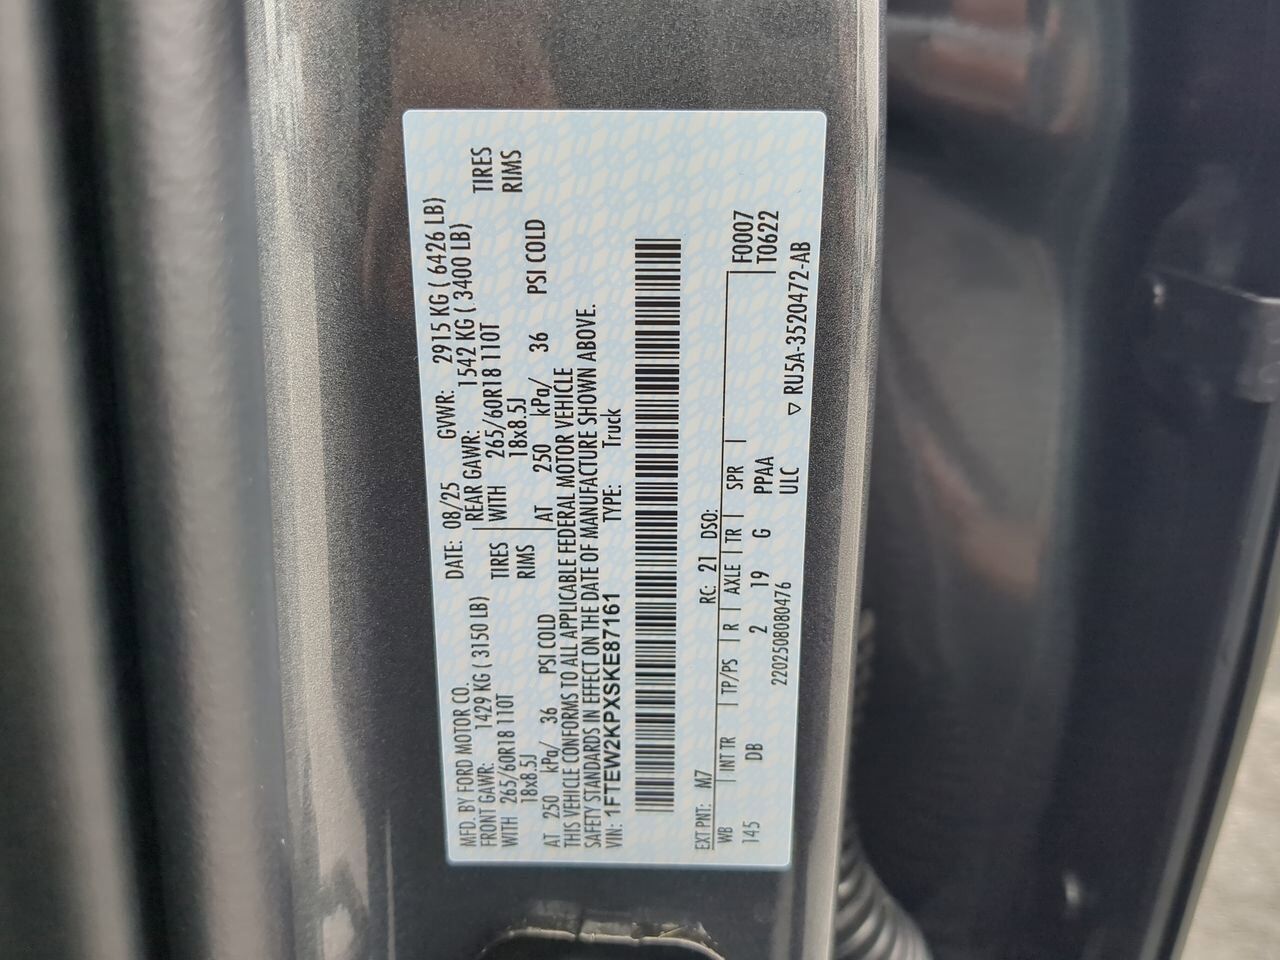 MFD. BY FORD MOTOR CO. DATE: 08/25 GVWR: 2915 KG ( 6426 LB)
FRONT GAWR: 1429 KG ( 3150 LB) REAR GAWR: 1542 KG ( 3400 LB)
WITH 265/60R18 110T TIRES WITH 265/60R18 110T TIRES
18x8.5J RIMS 18x8.5J RIMS
AT 250 kPa/ 36 PSI COLD AT 250 kPa/ 36 PSI COLD
THIS VEHICLE CONFORMS TO ALL APPLICABLE FEDERAL MOTOR VEHICLE
SAFETY STANDARDS IN EFFECT ON THE DATE OF MANUFACTURE SHOWN ABOVE.
VIN: 1FTEW2KPXSKE87161 TYPE: Truck
EXT PNT: M7 RC: 21 DSO:
WB INT TR TP/PS R AXLE TR SPR F0007
145 DB 2 19 G PPAA T0622
2202508080476 ULC
▽ RU5A-3520472-AB